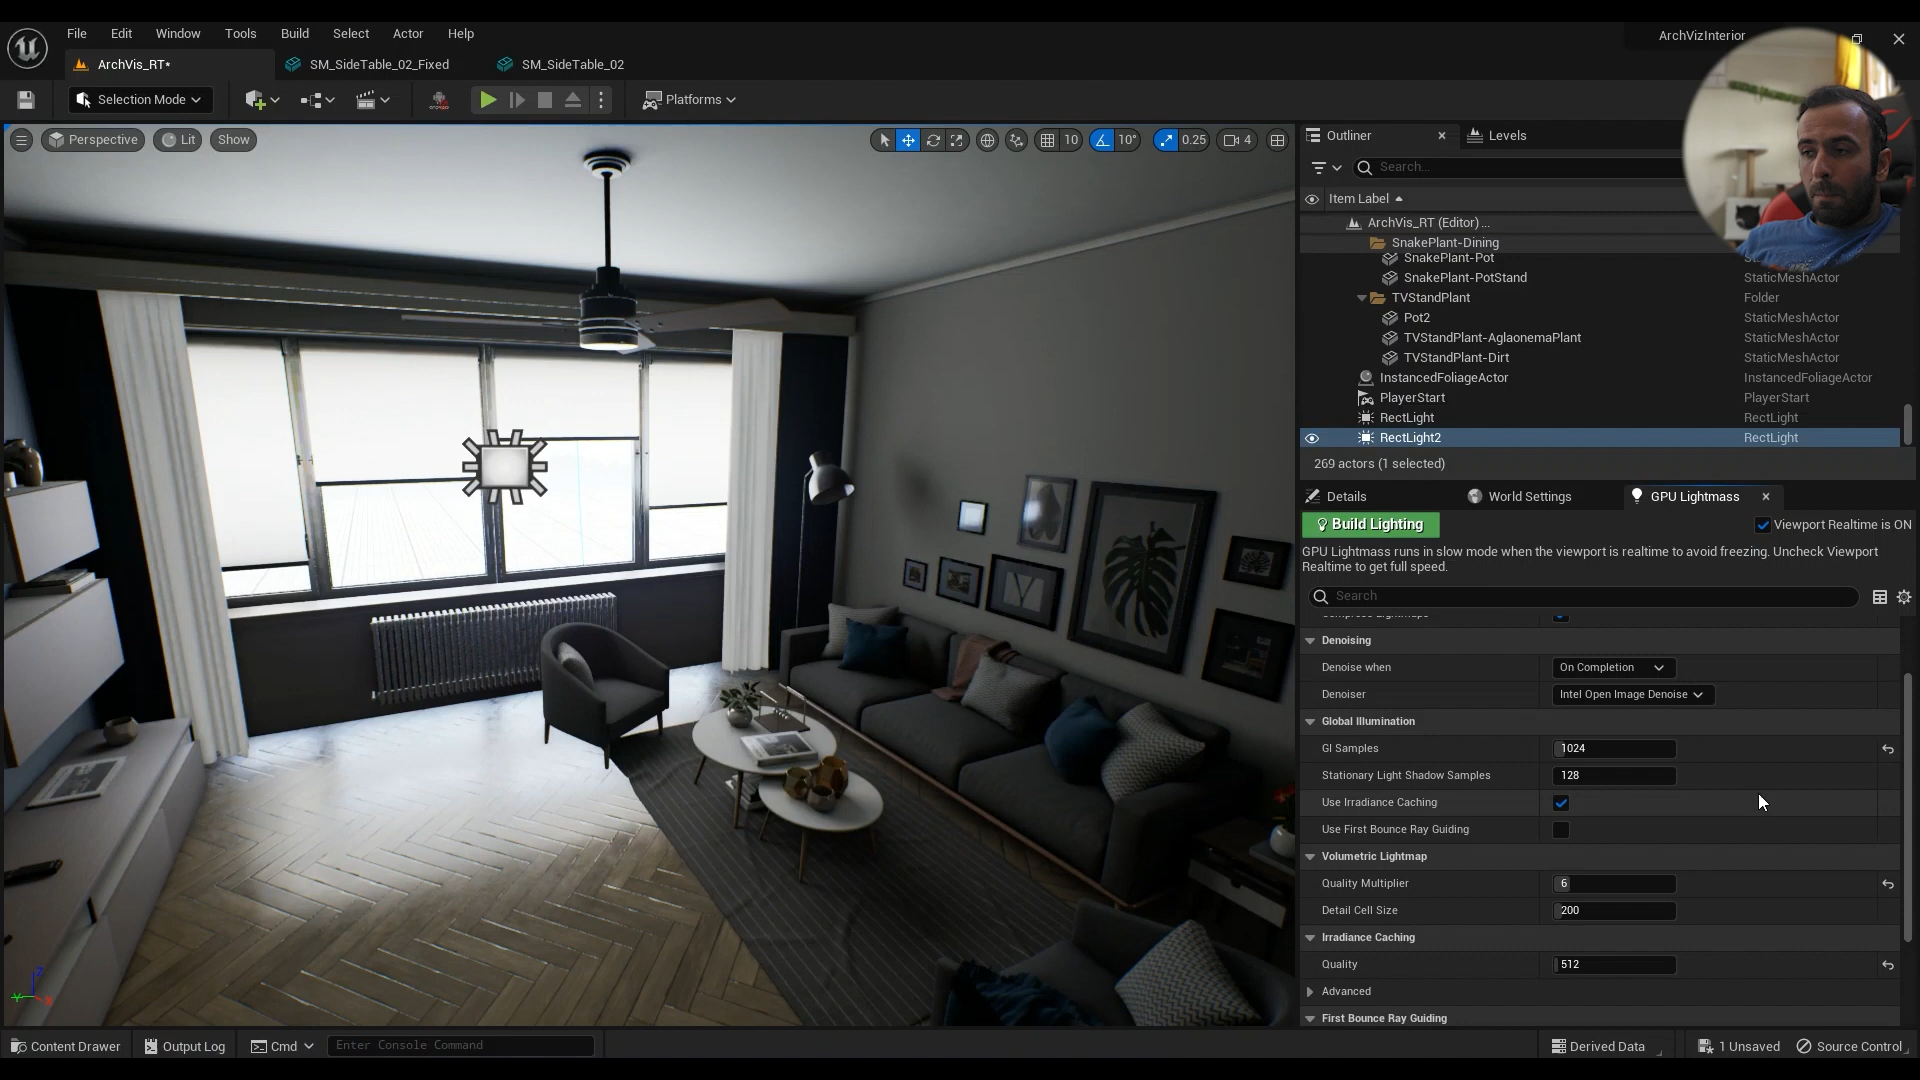 File Edit Window Tools Build Select Actor Help
ArchVizInterior
ArchVis_RT*
SM_SideTable_02_Fixed
SM_SideTable_02
Selection Mode
Platforms
Perspective
Lit
Show
10
10°
0.25
4
Outliner
Levels
Search...
Item Label
ArchVis_RT (Editor)...
SnakePlant-Dining
SnakePlant-Pot
SnakePlant-PotStand StaticMeshActor
TVStandPlant Folder
Pot2 StaticMeshActor
TVStandPlant-AglaonemaPlant StaticMeshActor
TVStandPlant-Dirt StaticMeshActor
InstancedFoliageActor InstancedFoliageActor
PlayerStart PlayerStart
RectLight RectLight
RectLight2 RectLight
269 actors (1 selected)
Details
World Settings
GPU Lightmass
Build Lighting
Viewport Realtime is ON
GPU Lightmass runs in slow mode when the viewport is realtime to avoid freezing. Uncheck Viewport
Realtime to get full speed.
Search
Denoising
Denoise when On Completion
Denoiser Intel Open Image Denoise
Global Illumination
GI Samples 1024
Stationary Light Shadow Samples 128
Use Irradiance Caching
Use First Bounce Ray Guiding
Volumetric Lightmap
Quality Multiplier 6
Detail Cell Size 200
Irradiance Caching
Quality 512
Advanced
First Bounce Ray Guiding
Z
Y
X
Content Drawer
Output Log
Cmd
Enter Console Command
Derived Data
1 Unsaved
Source Control